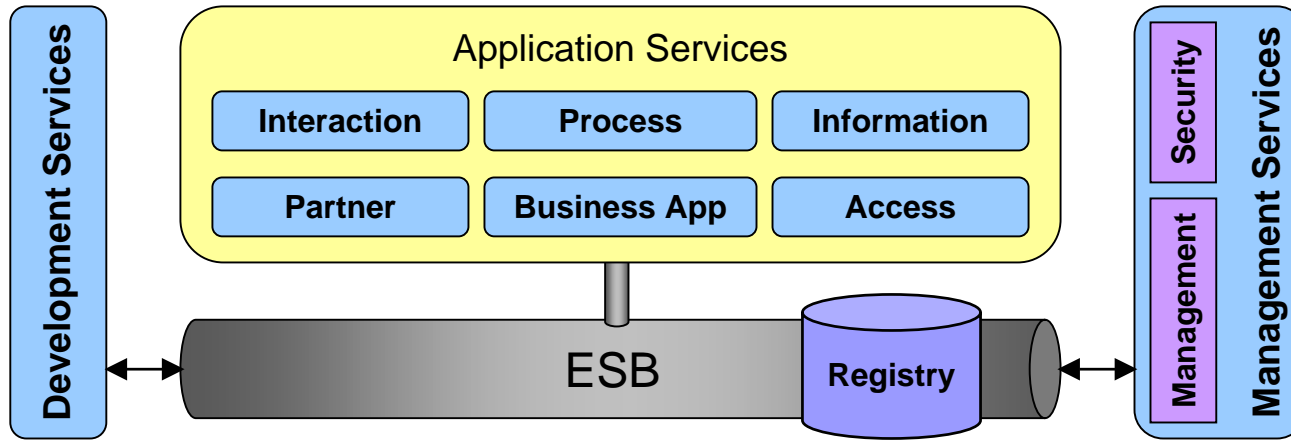 Development Services
Application Services
Interaction
Process
Information
Partner
Business App
Access
ESB
Registry
Security
Management
Management Services